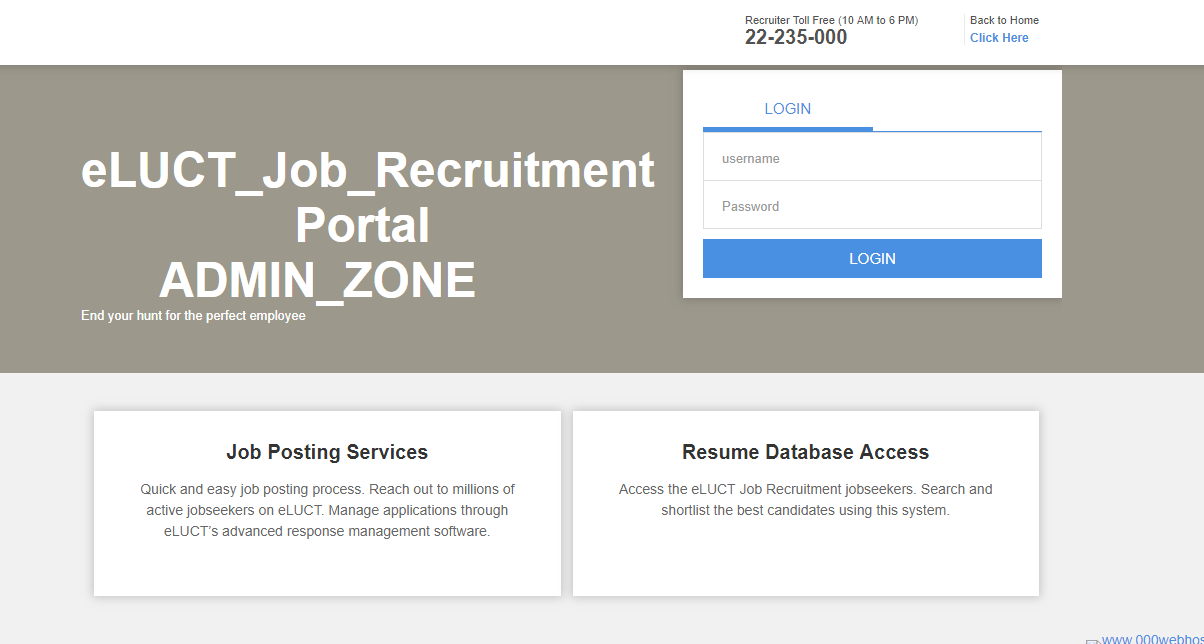 Recruiter Toll Free (10 AM to 6 PM)
22-235-000
Back to Home
Click Here
LOGIN
username
Password
LOGIN
eLUCT_Job_Recruitment
Portal
ADMIN_ZONE
End your hunt for the perfect employee
Job Posting Services
Quick and easy job posting process. Reach out to millions of
active jobseekers on eLUCT. Manage applications through
eLUCT's advanced response management software.
Resume Database Access
Access the eLUCT Job Recruitment jobseekers. Search and
shortlist the best candidates using this system.
www.000webhos